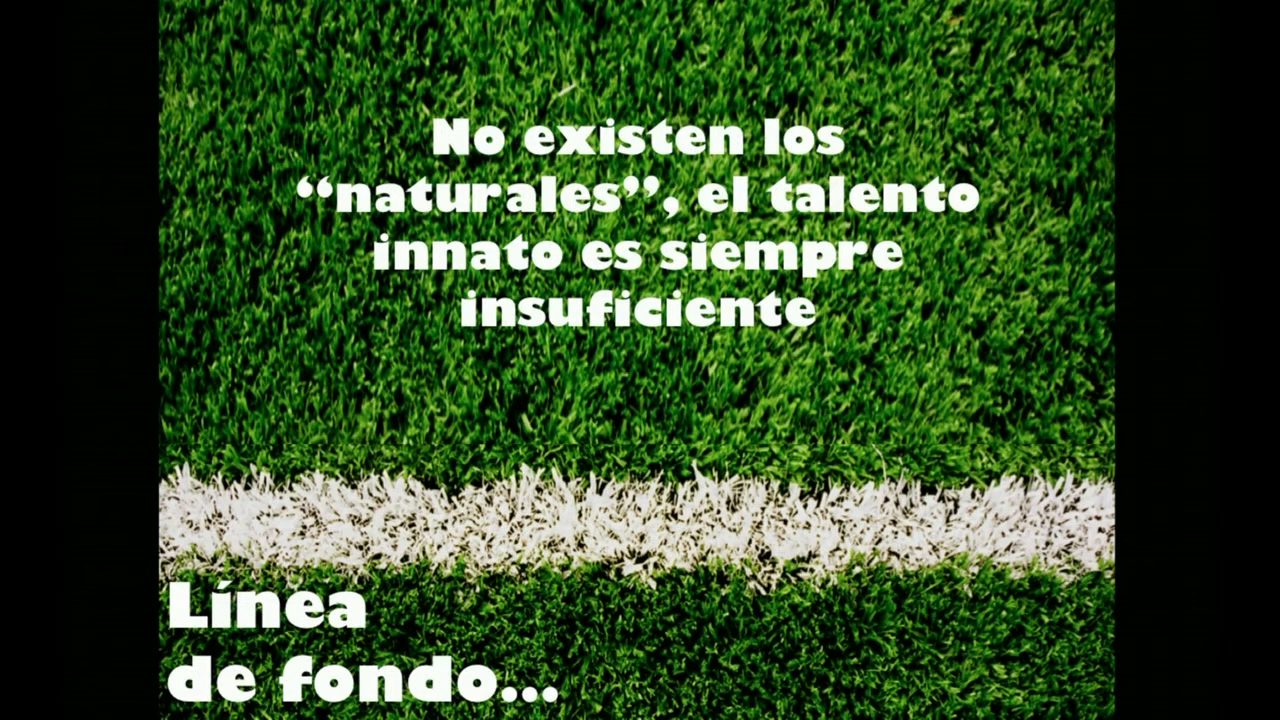 No existen los
“naturales”, el talento
innato es siempre
insuficiente
Línea
de fondo...